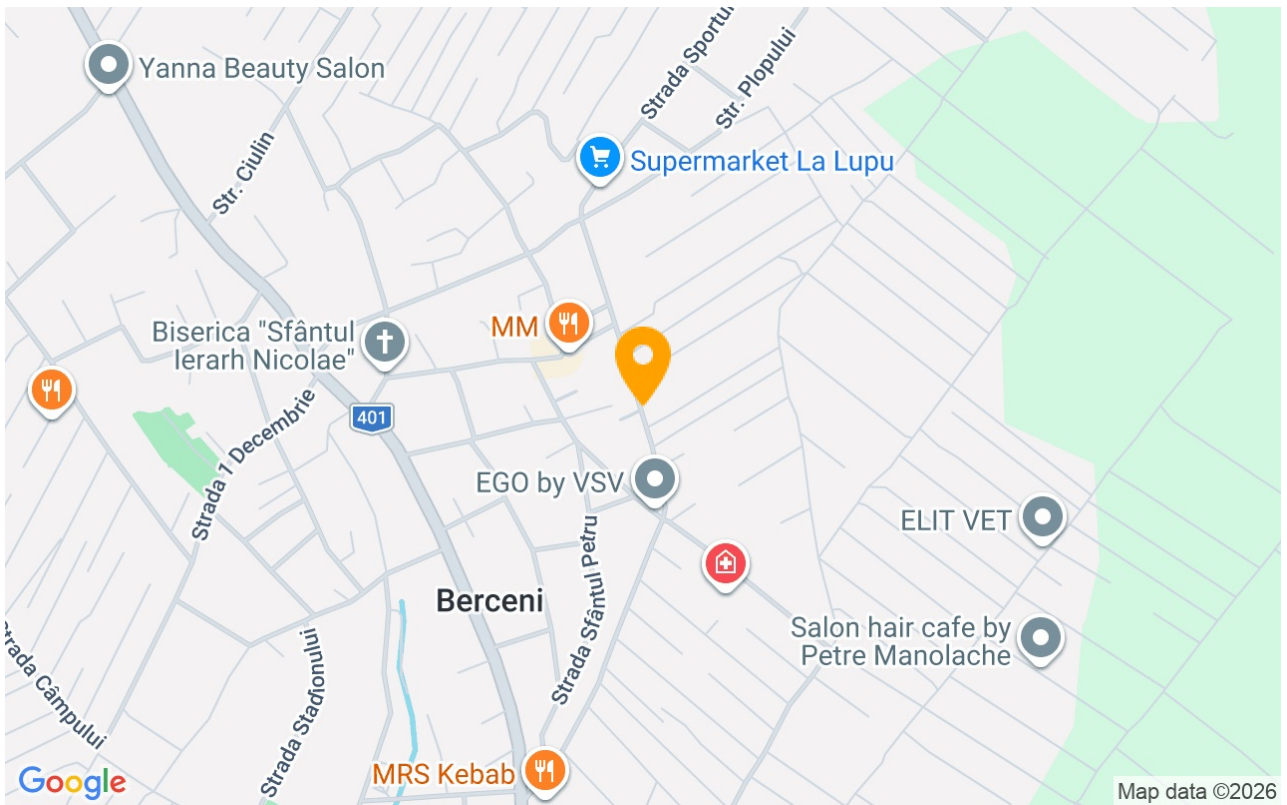 Yanna Beauty Salon
Strada Sportul
Str. Plopului
Str. Ciulin
Supermarket La Lupu
MM
Biserica "Sfântul
Ierarh Nicolae"
401
Strada 1 Decembrie
EGO by VSV
ELIT VET
Strada Sfântul Petru
Berceni
Salon hair cafe by
Petre Manolache
Strada Câmpului
Strada Stadionului
MRS Kebab
Google
Map data ©2026